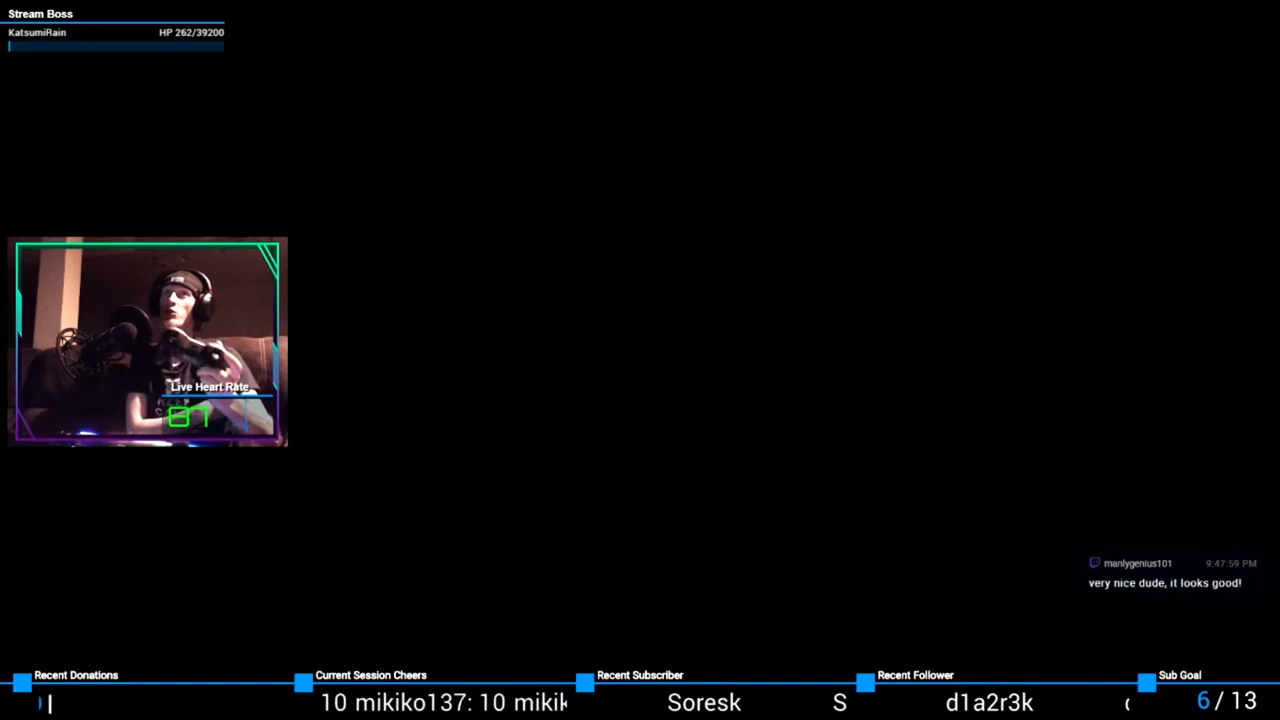 Stream Boss
KatsumiRain HP 262/39200
Live Heart Rate
87
manlygenius101 9:47:59 PM
very nice dude, it looks good!
Recent Donations
Current Session Cheers
Recent Subscriber
Recent Follower
Sub Goal
10 mikiko137: 10 mikik
Soresk S
d1a2r3k
6 / 13